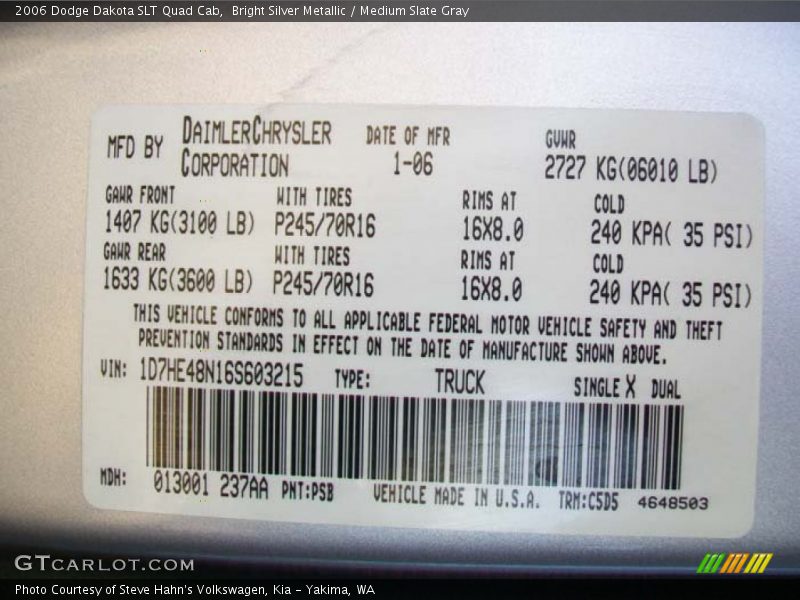 2006 Dodge Dakota SLT Quad Cab,  Bright Silver Metallic / Medium Slate Gray
MFD BY DAIMLERCHRYSLER CORPORATION DATE OF MFR 1-06 GVWR 2727 KG(06010 LB)
GAWR FRONT WITH TIRES RIMS AT COLD
1407 KG(3100 LB) P245/70R16 16X8.0 240 KPA( 35 PSI)
GAWR REAR WITH TIRES RIMS AT COLD
1633 KG(3600 LB) P245/70R16 16X8.0 240 KPA( 35 PSI)
THIS VEHICLE CONFORMS TO ALL APPLICABLE FEDERAL MOTOR VEHICLE SAFETY AND THEFT
PREVENTION STANDARDS IN EFFECT ON THE DATE OF MANUFACTURE SHOWN ABOVE.
VIN: 1D7HE48N16S603215 TYPE: TRUCK SINGLE X DUAL
MDH: 013001 237AA PNT:PSB VEHICLE MADE IN U.S.A. TRM:C5D5 4648503
GTCARLOT.COM
Photo Courtesy of Steve Hahn's Volkswagen, Kia - Yakima, WA